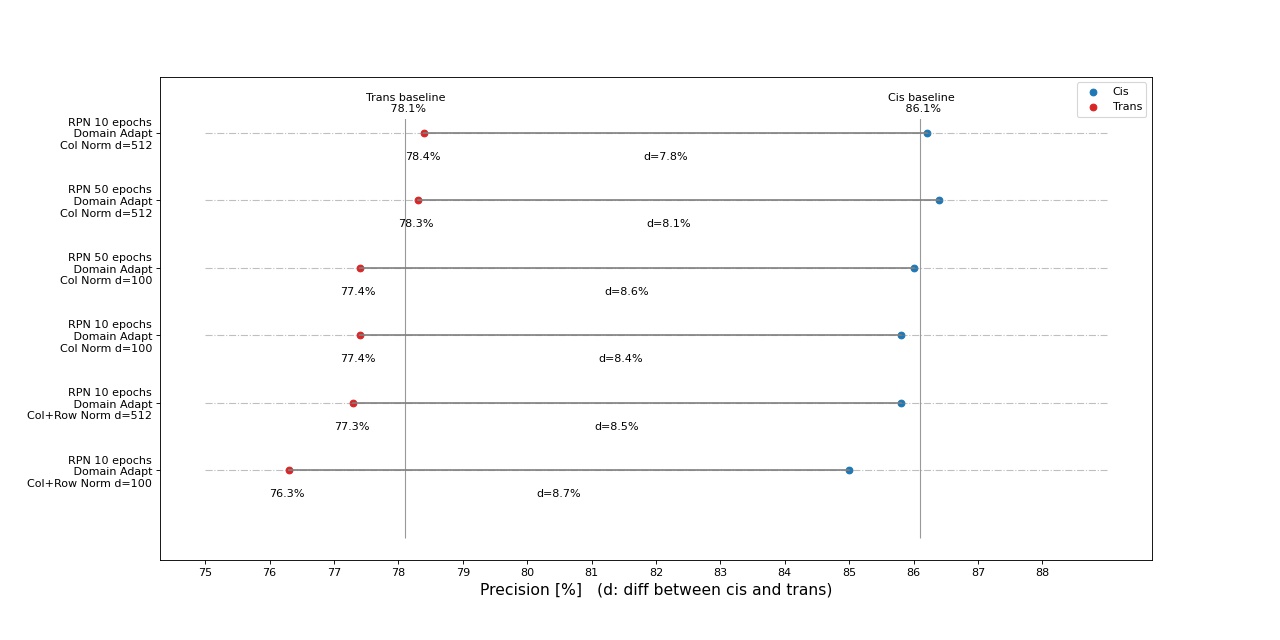 Trans baseline
78.1%
Cis baseline
86.1%
Cis
Trans
RPN 10 epochs
Domain Adapt
Col Norm d=512
78.4%
d=7.8%
RPN 50 epochs
Domain Adapt
Col Norm d=512
78.3%
d=8.1%
RPN 50 epochs
Domain Adapt
Col Norm d=100
77.4%
d=8.6%
RPN 10 epochs
Domain Adapt
Col Norm d=100
77.4%
d=8.4%
RPN 10 epochs
Domain Adapt
Col+Row Norm d=512
77.3%
d=8.5%
RPN 10 epochs
Domain Adapt
Col+Row Norm d=100
76.3%
d=8.7%
75 76 77 78 79 80 81 82 83 84 85 86 87 88
Precision [%] (d: diff between cis and trans)